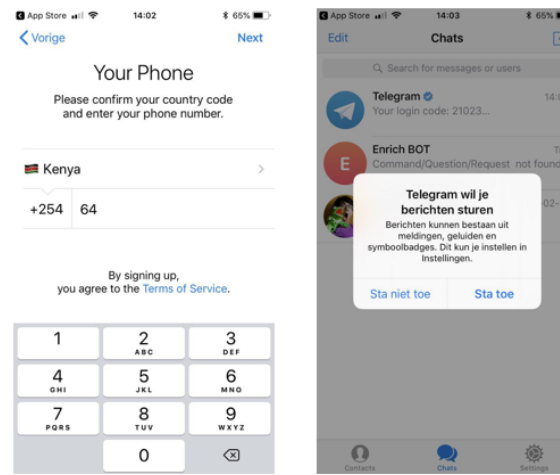 App Store 14:02 65%
Vorige Next
Your Phone
Please confirm your country code
and enter your phone number.
Kenya
+254 64
By signing up,
you agree to the Terms of Service.
1 2 3
ABC DEF
4 5 6
GHI JKL MNO
7 8 9
PQRS TUV WXYZ
0
App Store 14:03 65%
Edit Chats
Search for messages or users
Telegram 14:
Your login code: 21023...
Enrich BOT
Command/Question/Request not found
02-
Telegram wil je
berichten sturen
Berichten kunnen bestaan uit
meldingen, geluiden en
symboolbadges. Dit kun je instellen in
Instellingen.
Sta niet toe Sta toe
Contacts Chats Settings